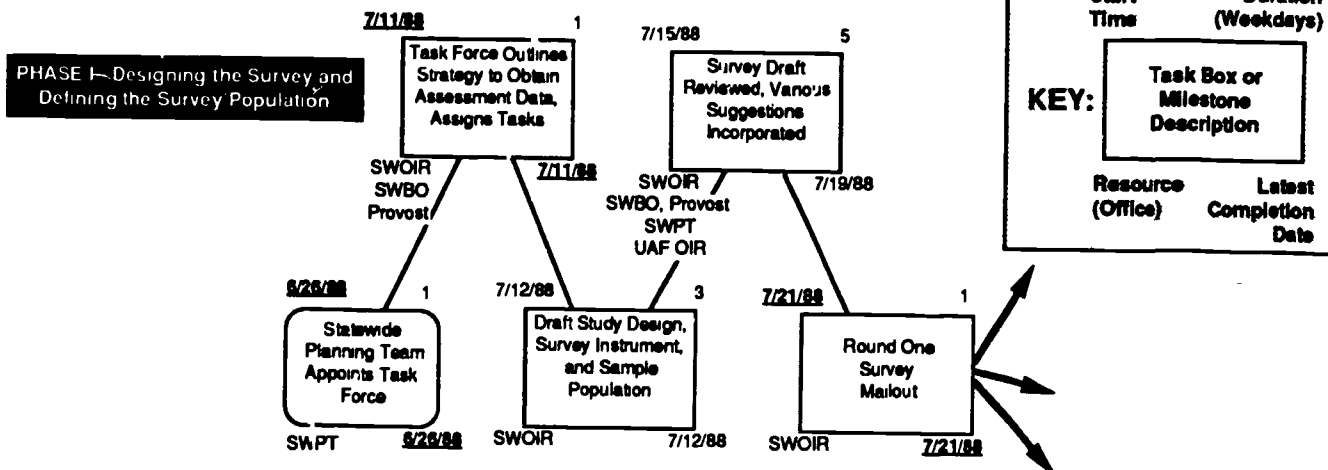 PHASE I—Designing the Survey and
Defining the Survey Population
7/11/88 1
Task Force Outlines
Strategy to Obtain
Assessment Data,
Assigns Tasks
SWOIR 7/11/88
SWBO
Provost
7/15/88 5
Survey Draft
Reviewed, Various
Suggestions
Incorporated
SWOIR 7/19/88
SWBO, Provost
SWPT
UAF OIR
Time (Weekdays)
KEY:
Task Box or
Milestone
Description
Resource Latest
(Office) Completion
Date
6/26/88 1
Statewide
Planning Team
Appoints Task
Force
SWPT 6/26/88
7/12/88 3
Draft Study Design,
Survey Instrument,
and Sample
Population
SWOIR 7/12/88
7/21/88 1
Round One
Survey
Mailout
SWOIR 7/21/88